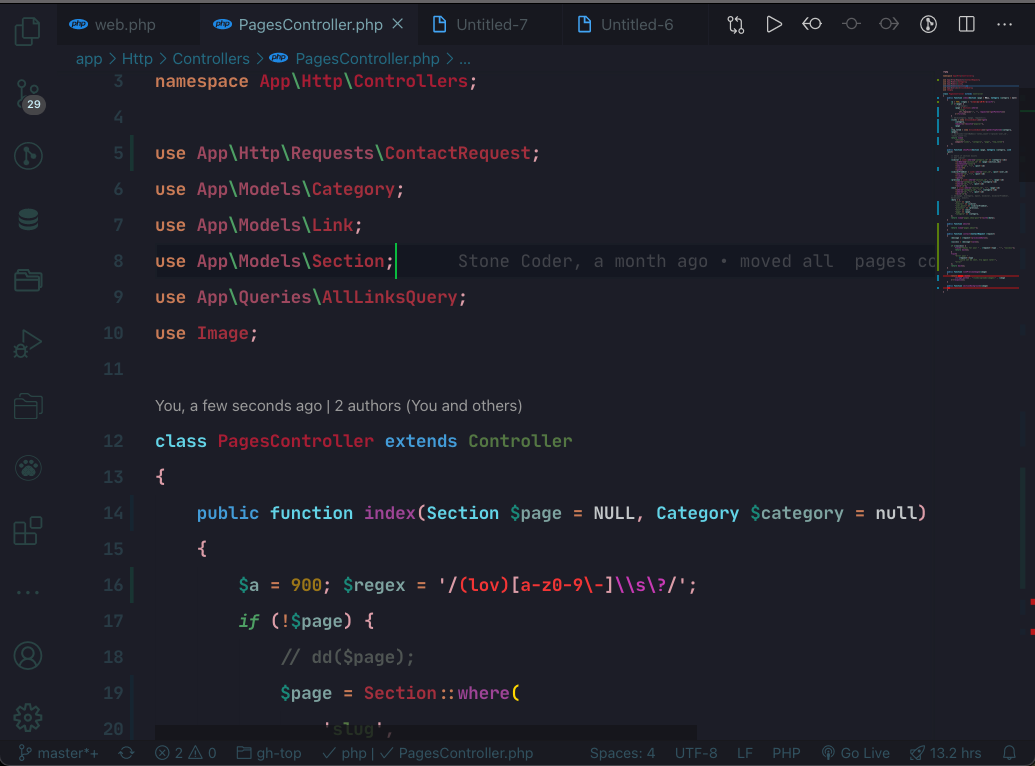 php web.php php PagesController.php Untitled-7 Untitled-6
app > Http > Controllers > php PagesController.php > ...
3 namespace App\Http\Controllers;
4
29
5 use App\Http\Requests\ContactRequest;
6 use App\Models\Category;
7 use App\Models\Link;
8 use App\Models\Section; Stone Coder, a month ago • moved all pages co
9 use App\Queries\AllLinksQuery;
10 use Image;
11
You, a few seconds ago | 2 authors (You and others)
12 class PagesController extends Controller
13 {
14 public function index(Section $page = NULL, Category $category = null)
15 {
16 $a = 900; $regex = '/(lov)[a-z0-9\-]\\s\?/';
17 if (!$page) {
18 // dd($page);
19 $page = Section::where(
20 'slug',
master*+ 2 0 gh-top php | PagesController.php Spaces: 4 UTF-8 LF PHP Go Live 13.2 hrs